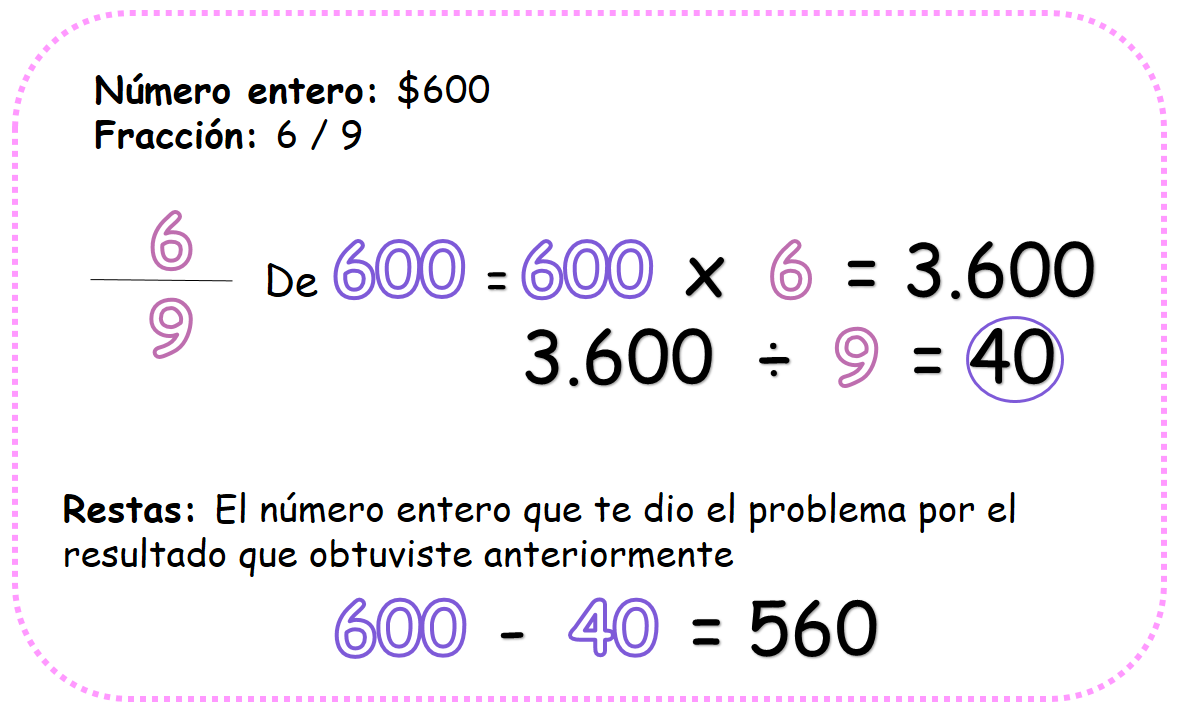 Número entero: $600
Fracción: 6 / 9
6
9
De 600 = 600 x 6 = 3.600
3.600 ÷ 9 = 40
Restas: El número entero que te dio el problema por el
resultado que obtuviste anteriormente
600 - 40 = 560